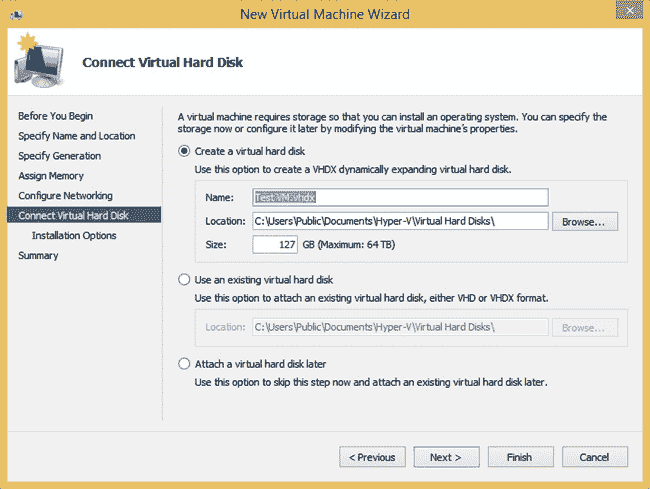 New Virtual Machine Wizard
Connect Virtual Hard Disk
Before You Begin
Specify Name and Location
Specify Generation
Assign Memory
Configure Networking
Connect Virtual Hard Disk
Installation Options
Summary
A virtual machine requires storage so that you can install an operating system. You can specify the
storage now or configure it later by modifying the virtual machine's properties.
Create a virtual hard disk
Use this option to create a VHDX dynamically expanding virtual hard disk.
Name: Test VM.vhdx
Location: C:\Users\Public\Documents\Hyper-V\Virtual Hard Disks\ Browse...
Size: 127 GB (Maximum: 64 TB)
Use an existing virtual hard disk
Use this option to attach an existing virtual hard disk, either VHD or VHDX format.
Location: C:\Users\Public\Documents\Hyper-V\Virtual Hard Disks\ Browse...
Attach a virtual hard disk later
Use this option to skip this step now and attach an existing virtual hard disk later.
< Previous Next > Finish Cancel